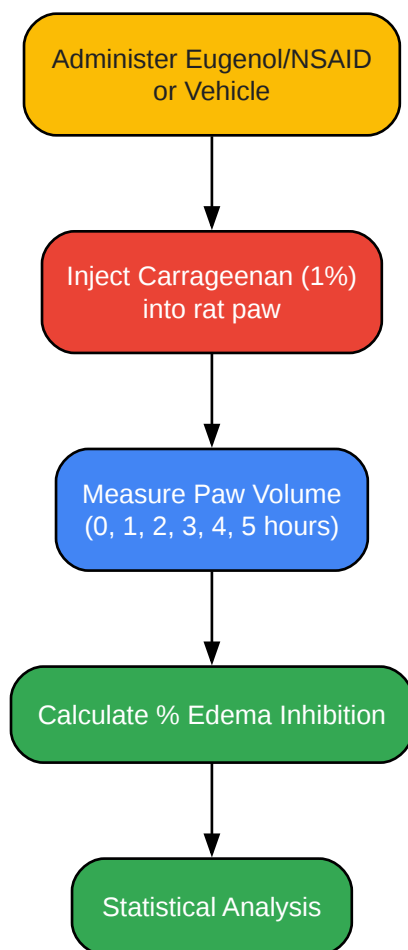 Administer Eugenol/NSAID
or Vehicle
Inject Carrageenan (1%)
into rat paw
Measure Paw Volume
(0, 1, 2, 3, 4, 5 hours)
Calculate % Edema Inhibition
Statistical Analysis